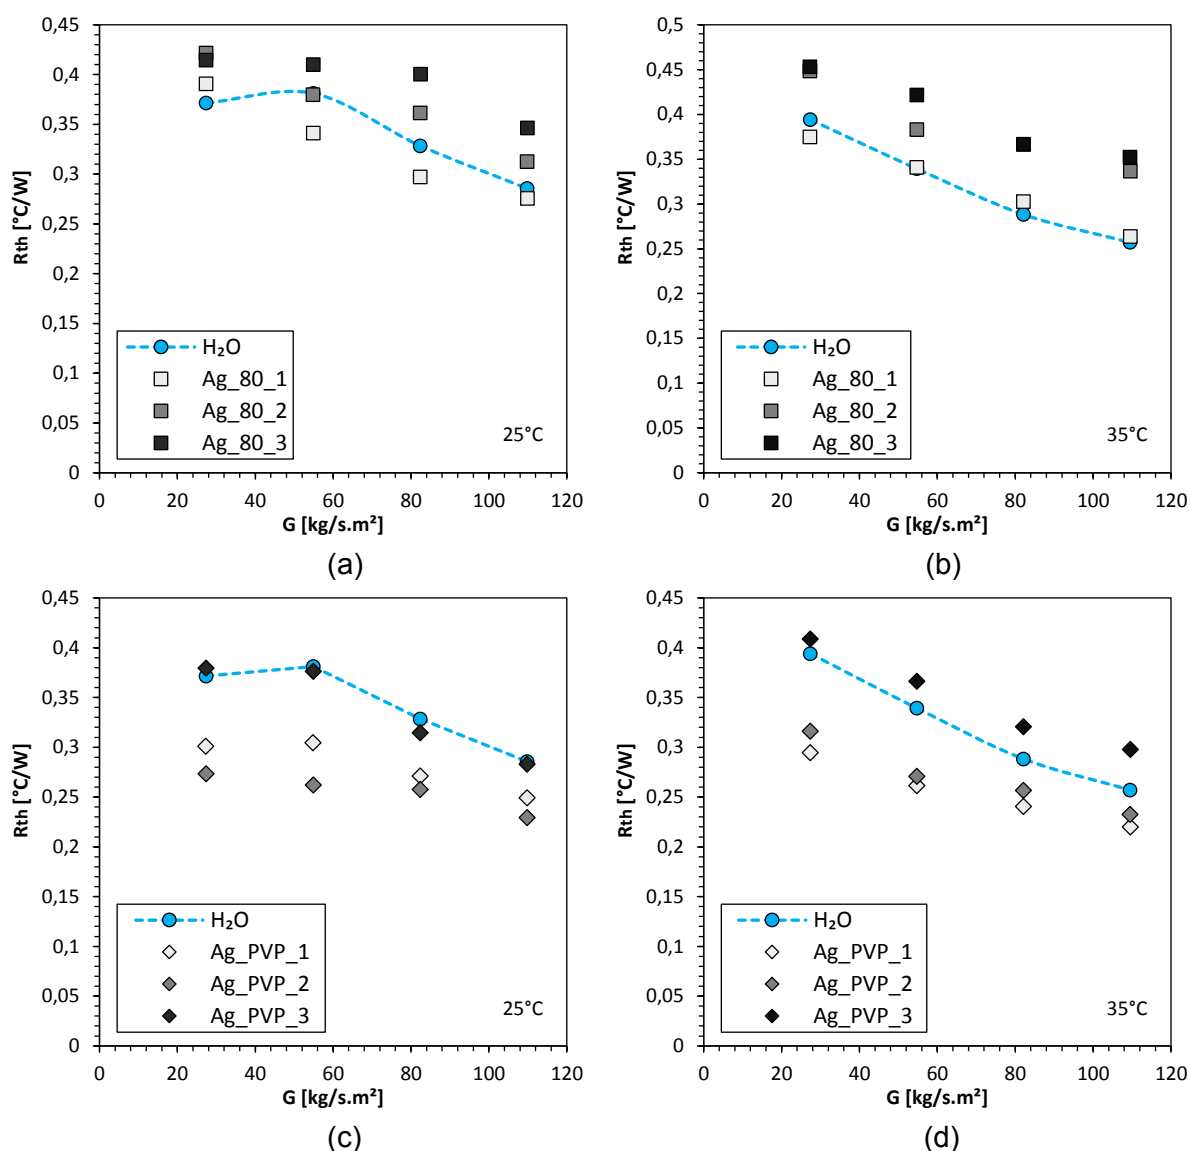 0,45
0,4
0,35
0,3
0,25
0,2
0,15
0,1
0,05
0
Rth [°C/W]
H₂O
Ag_80_1
Ag_80_2
Ag_80_3
25°C
0 20 40 60 80 100 120
G [kg/s.m²]
(a)
0,5
0,45
0,4
0,35
0,3
0,25
0,2
0,15
0,1
0,05
0
Rth [°C/W]
H₂O
Ag_80_1
Ag_80_2
Ag_80_3
35°C
0 20 40 60 80 100 120
G [kg/s.m²]
(b)
0,45
0,4
0,35
0,3
0,25
0,2
0,15
0,1
0,05
0
Rth [°C/W]
H₂O
Ag_PVP_1
Ag_PVP_2
Ag_PVP_3
25°C
0 20 40 60 80 100 120
G [kg/s.m²]
(c)
0,45
0,4
0,35
0,3
0,25
0,2
0,15
0,1
0,05
0
Rth [°C/W]
H₂O
Ag_PVP_1
Ag_PVP_2
Ag_PVP_3
35°C
0 20 40 60 80 100 120
G [kg/s.m²]
(d)